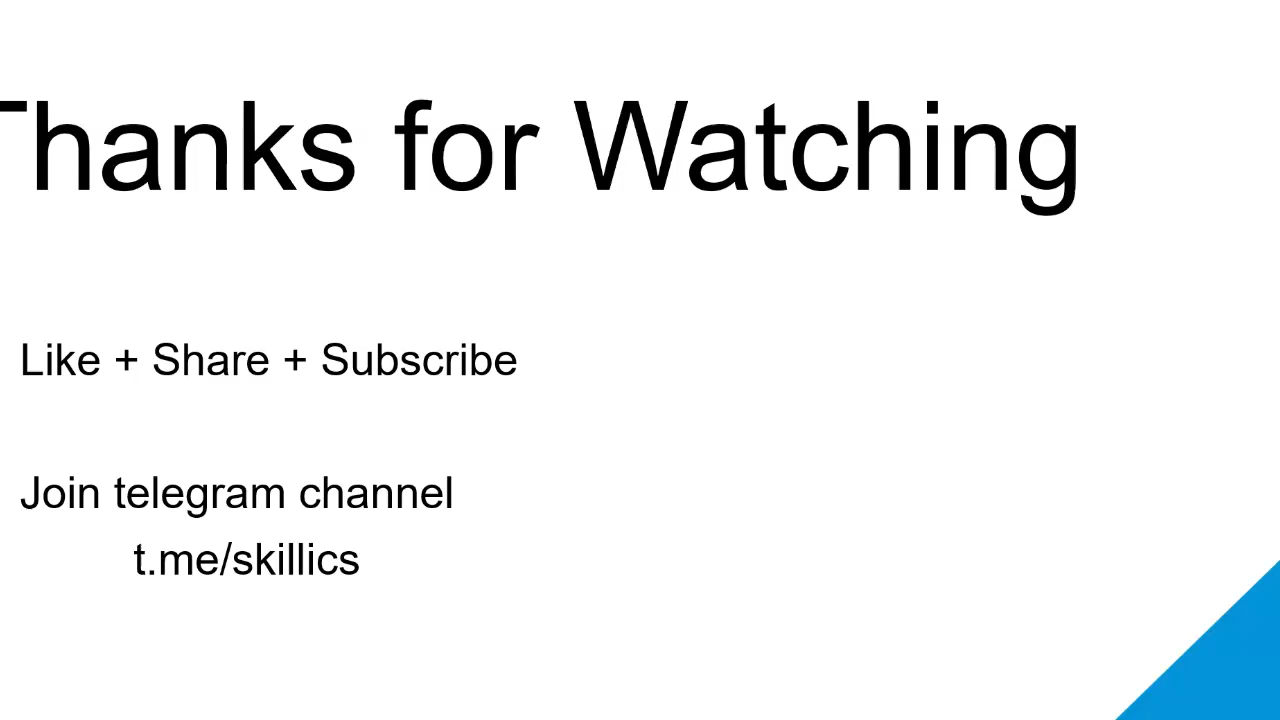 Thanks for Watching
Like + Share + Subscribe
Join telegram channel
t.me/skillics